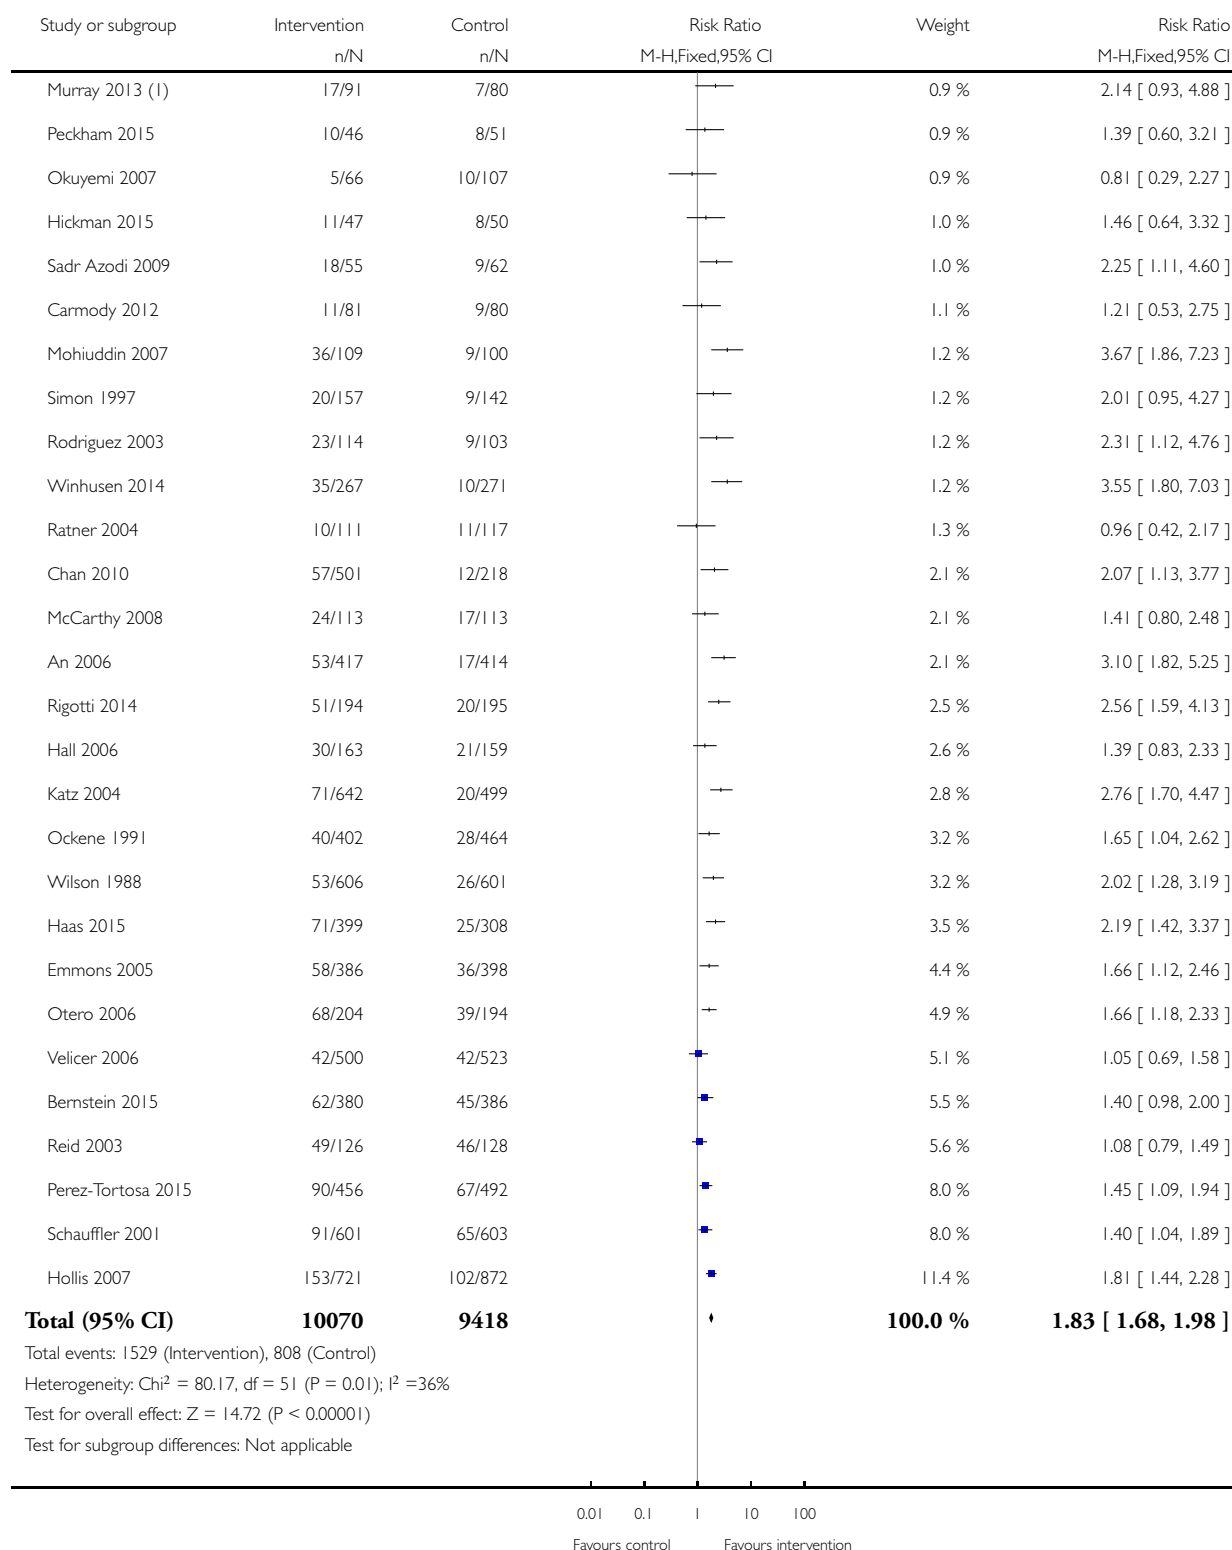 Study or subgroup Intervention Control Risk Ratio Weight Risk Ratio
n/N n/N M-H,Fixed,95% CI M-H,Fixed,95% CI
Murray 2013 (1) 17/91 7/80 0.9 % 2.14 [ 0.93, 4.88 ]
Peckham 2015 10/46 8/51 0.9 % 1.39 [ 0.60, 3.21 ]
Okuyemi 2007 5/66 10/107 0.9 % 0.81 [ 0.29, 2.27 ]
Hickman 2015 11/47 8/50 1.0 % 1.46 [ 0.64, 3.32 ]
Sadr Azodi 2009 18/55 9/62 1.0 % 2.25 [ 1.11, 4.60 ]
Carmody 2012 11/81 9/80 1.1 % 1.21 [ 0.53, 2.75 ]
Mohiuddin 2007 36/109 9/100 1.2 % 3.67 [ 1.86, 7.23 ]
Simon 1997 20/157 9/142 1.2 % 2.01 [ 0.95, 4.27 ]
Rodriguez 2003 23/114 9/103 1.2 % 2.31 [ 1.12, 4.76 ]
Winhusen 2014 35/267 10/271 1.2 % 3.55 [ 1.80, 7.03 ]
Ratner 2004 10/111 11/117 1.3 % 0.96 [ 0.42, 2.17 ]
Chan 2010 57/501 12/218 2.1 % 2.07 [ 1.13, 3.77 ]
McCarthy 2008 24/113 17/113 2.1 % 1.41 [ 0.80, 2.48 ]
An 2006 53/417 17/414 2.1 % 3.10 [ 1.82, 5.25 ]
Rigotti 2014 51/194 20/195 2.5 % 2.56 [ 1.59, 4.13 ]
Hall 2006 30/163 21/159 2.6 % 1.39 [ 0.83, 2.33 ]
Katz 2004 71/642 20/499 2.8 % 2.76 [ 1.70, 4.47 ]
Ockene 1991 40/402 28/464 3.2 % 1.65 [ 1.04, 2.62 ]
Wilson 1988 53/606 26/601 3.2 % 2.02 [ 1.28, 3.19 ]
Haas 2015 71/399 25/308 3.5 % 2.19 [ 1.42, 3.37 ]
Emmons 2005 58/386 36/398 4.4 % 1.66 [ 1.12, 2.46 ]
Otero 2006 68/204 39/194 4.9 % 1.66 [ 1.18, 2.33 ]
Velicer 2006 42/500 42/523 5.1 % 1.05 [ 0.69, 1.58 ]
Bernstein 2015 62/380 45/386 5.5 % 1.40 [ 0.98, 2.00 ]
Reid 2003 49/126 46/128 5.6 % 1.08 [ 0.79, 1.49 ]
Perez-Tortosa 2015 90/456 67/492 8.0 % 1.45 [ 1.09, 1.94 ]
Schauffler 2001 91/601 65/603 8.0 % 1.40 [ 1.04, 1.89 ]
Hollis 2007 153/721 102/872 11.4 % 1.81 [ 1.44, 2.28 ]
Total (95% CI) 10070 9418 100.0 % 1.83 [ 1.68, 1.98 ]
Total events: 1529 (Intervention), 808 (Control)
Heterogeneity: Chi² = 80.17, df = 51 (P = 0.01); I² =36%
Test for overall effect: Z = 14.72 (P < 0.00001)
Test for subgroup differences: Not applicable
0.01 0.1 1 10 100
Favours control Favours intervention